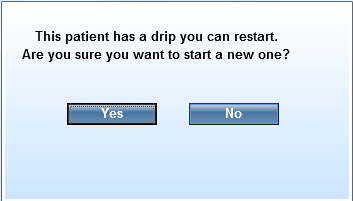 This patient has a drip you can restart.
Are you sure you want to start a new one?
Yes No